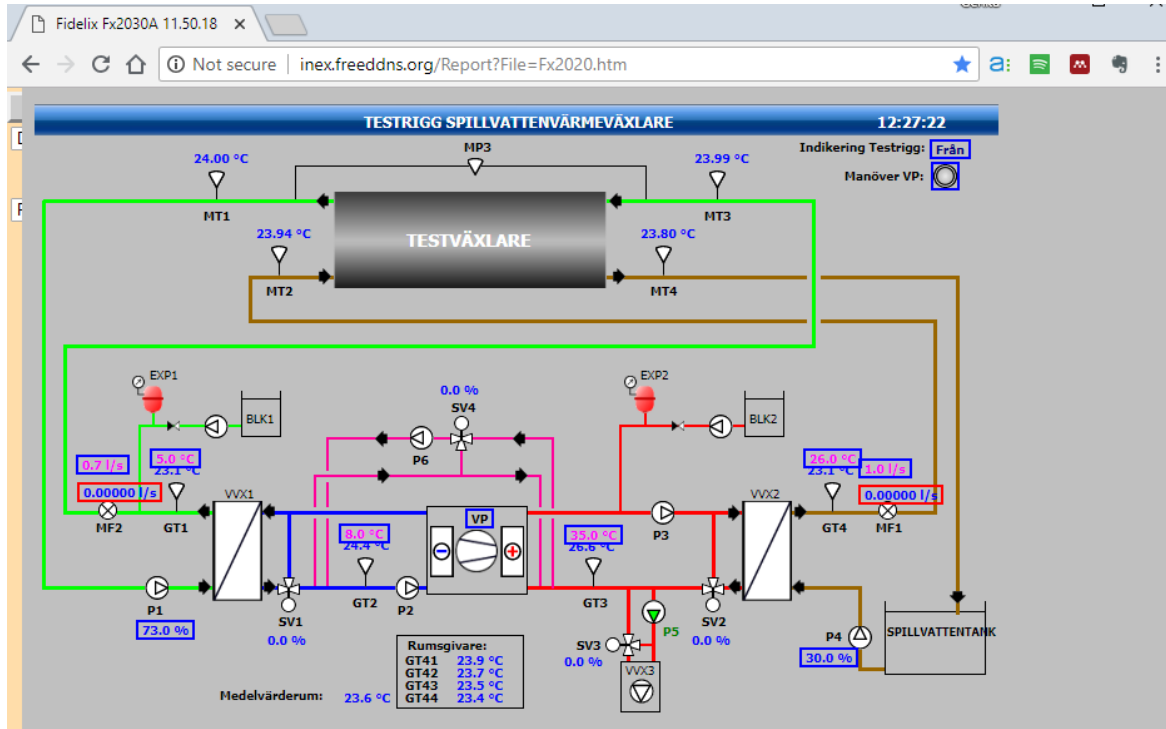 Fidelix Fx2030A 11.50.18
Not secure | inex.freeddns.org/Report?File=Fx2020.htm
TESTRIGG SPILLVATTENVÄRMEVÄXLARE 12:27:22
MP3
Indikering Testrigg: Från
24.00 °C
23.99 °C
Manöver VP:
MT1
MT3
23.94 °C
TESTVÄXLARE
23.80 °C
MT2
MT4
EXP1
EXP2
0.0 %
SV4
BLK1
BLK2
P6
0.7 l/s
5.0 °C
23.1 °C
26.0 °C
23.1 °C
1.0 l/s
0.00000 l/s
VVX1
VVX2
0.00000 l/s
MF2
GT1
VP
P3
GT4
MF1
8.0 °C
24.4 °C
35.0 °C
26.6 °C
GT2
P2
GT3
P1
SV1
P5
SV2
73.0 %
0.0 %
SV3
0.0 %
0.0 %
P4
SPILLVATTENTANK
30.0 %
VVX3
Rumsgivare:
GT41 23.9 °C
GT42 23.7 °C
GT43 23.5 °C
GT44 23.4 °C
Medelvärderum: 23.6 °C